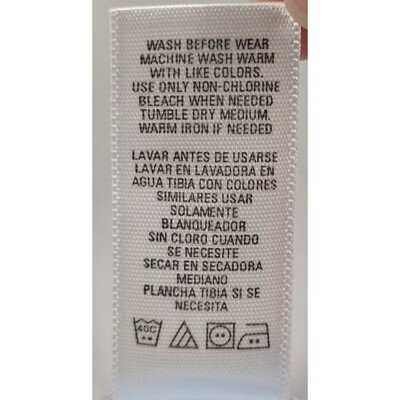 WASH BEFORE WEAR
MACHINE WASH WARM
WITH LIKE COLORS.
USE ONLY NON-CHLORINE
BLEACH WHEN NEEDED
TUMBLE DRY MEDIUM.
WARM IRON IF NEEDED
LAVAR ANTES DE USARSE
LAVAR EN LAVADORA EN
AGUA TIBIA CON COLORES
SIMILARES USAR
SOLAMENTE
BLANQUEADOR
SIN CLORO CUANDO
SE NECESITE
SECAR EN SECADORA
MEDIANO
PLANCHA TIBIA SI SE
NECESITA
40C